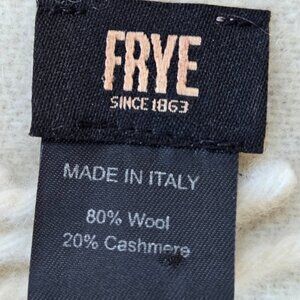 FRYE
SINCE 1863
MADE IN ITALY
80% Wool
20% Cashmere